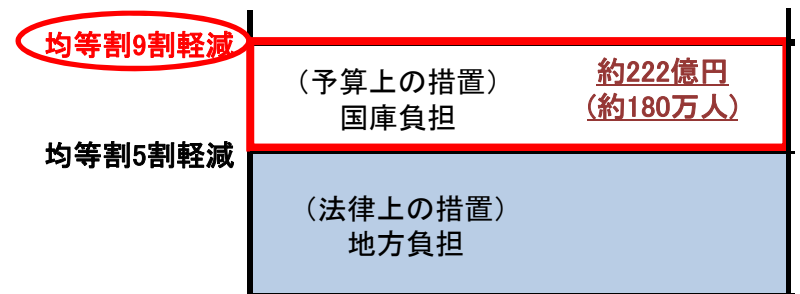 均等割9割軽減
（予算上の措置）
国庫負担
約222億円
(約180万人)
均等割5割軽減
（法律上の措置）
地方負担